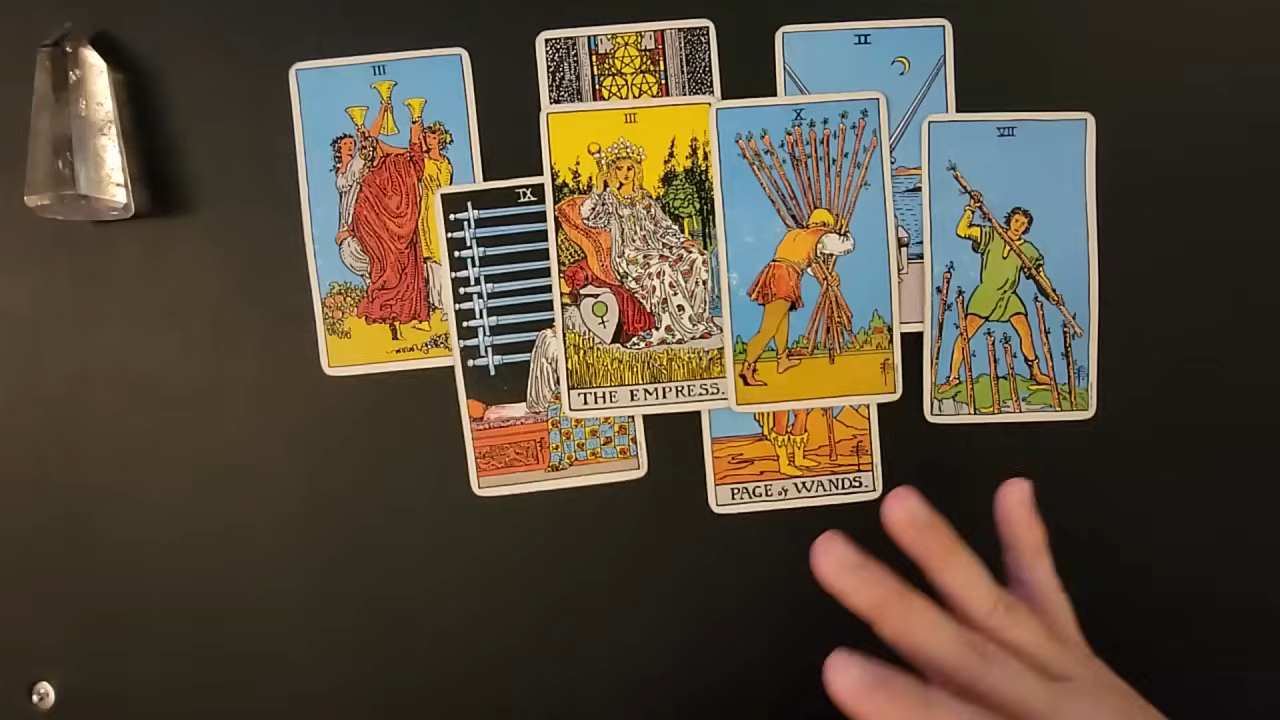 III
II
III
X
VII
IX
THE EMPRESS.
PAGE of WANDS.